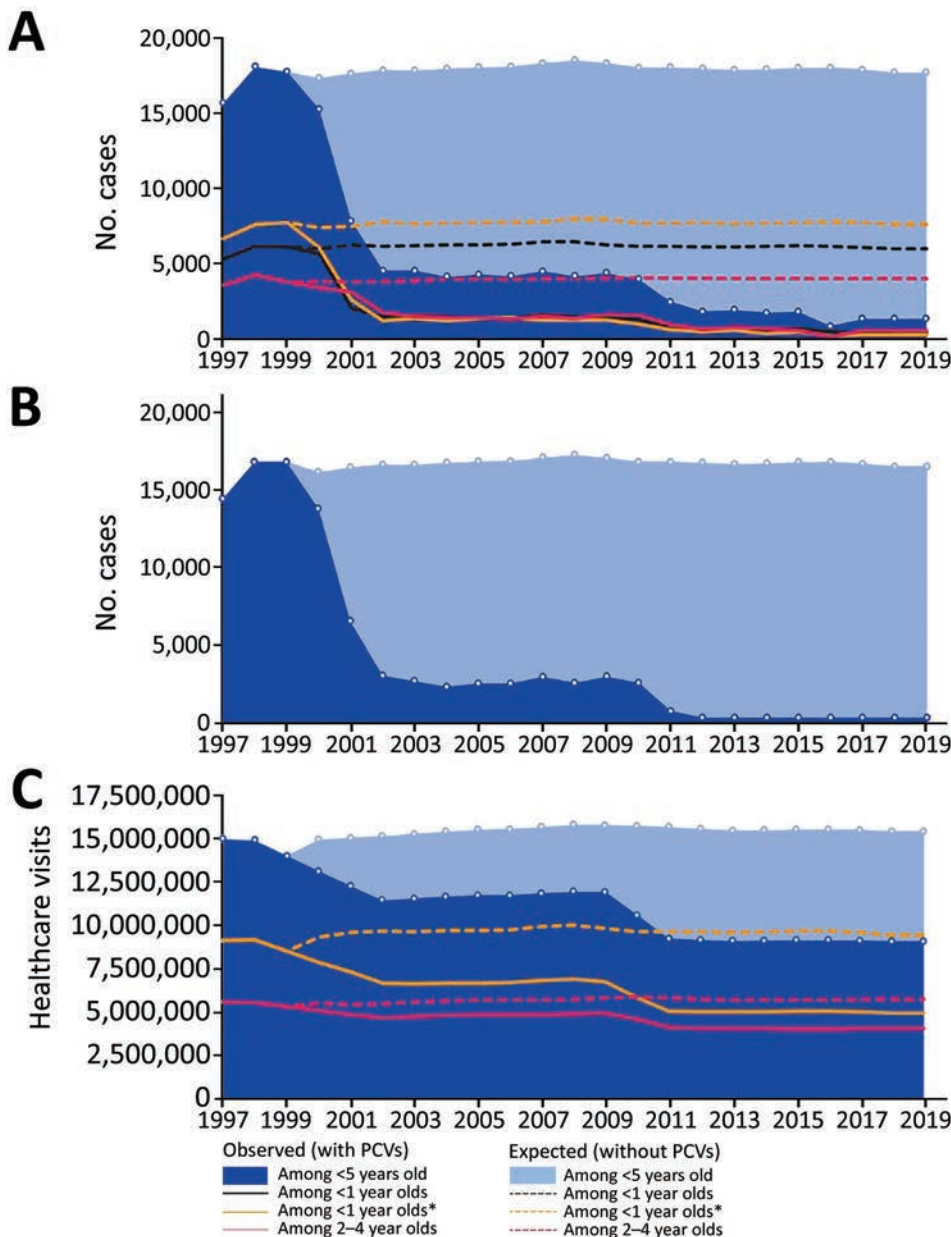 A
20,000
15,000
10,000
5,000
0
No. cases
1997 1999 2001 2003 2005 2007 2009 2011 2013 2015 2017 2019
B
20,000
15,000
10,000
5,000
0
No. cases
1997 1999 2001 2003 2005 2007 2009 2011 2013 2015 2017 2019
C
17,500,000
15,000,000
12,500,000
10,000,000
7,500,000
5,000,000
2,500,000
0
Healthcare visits
1997 1999 2001 2003 2005 2007 2009 2011 2013 2015 2017 2019
Observed (with PCVs)
Among <5 years old
Among <1 year olds
Among <1 year olds*
Among 2–4 year olds
Expected (without PCVs)
Among <5 years old
Among <1 year olds
Among <1 year olds*
Among 2–4 year olds